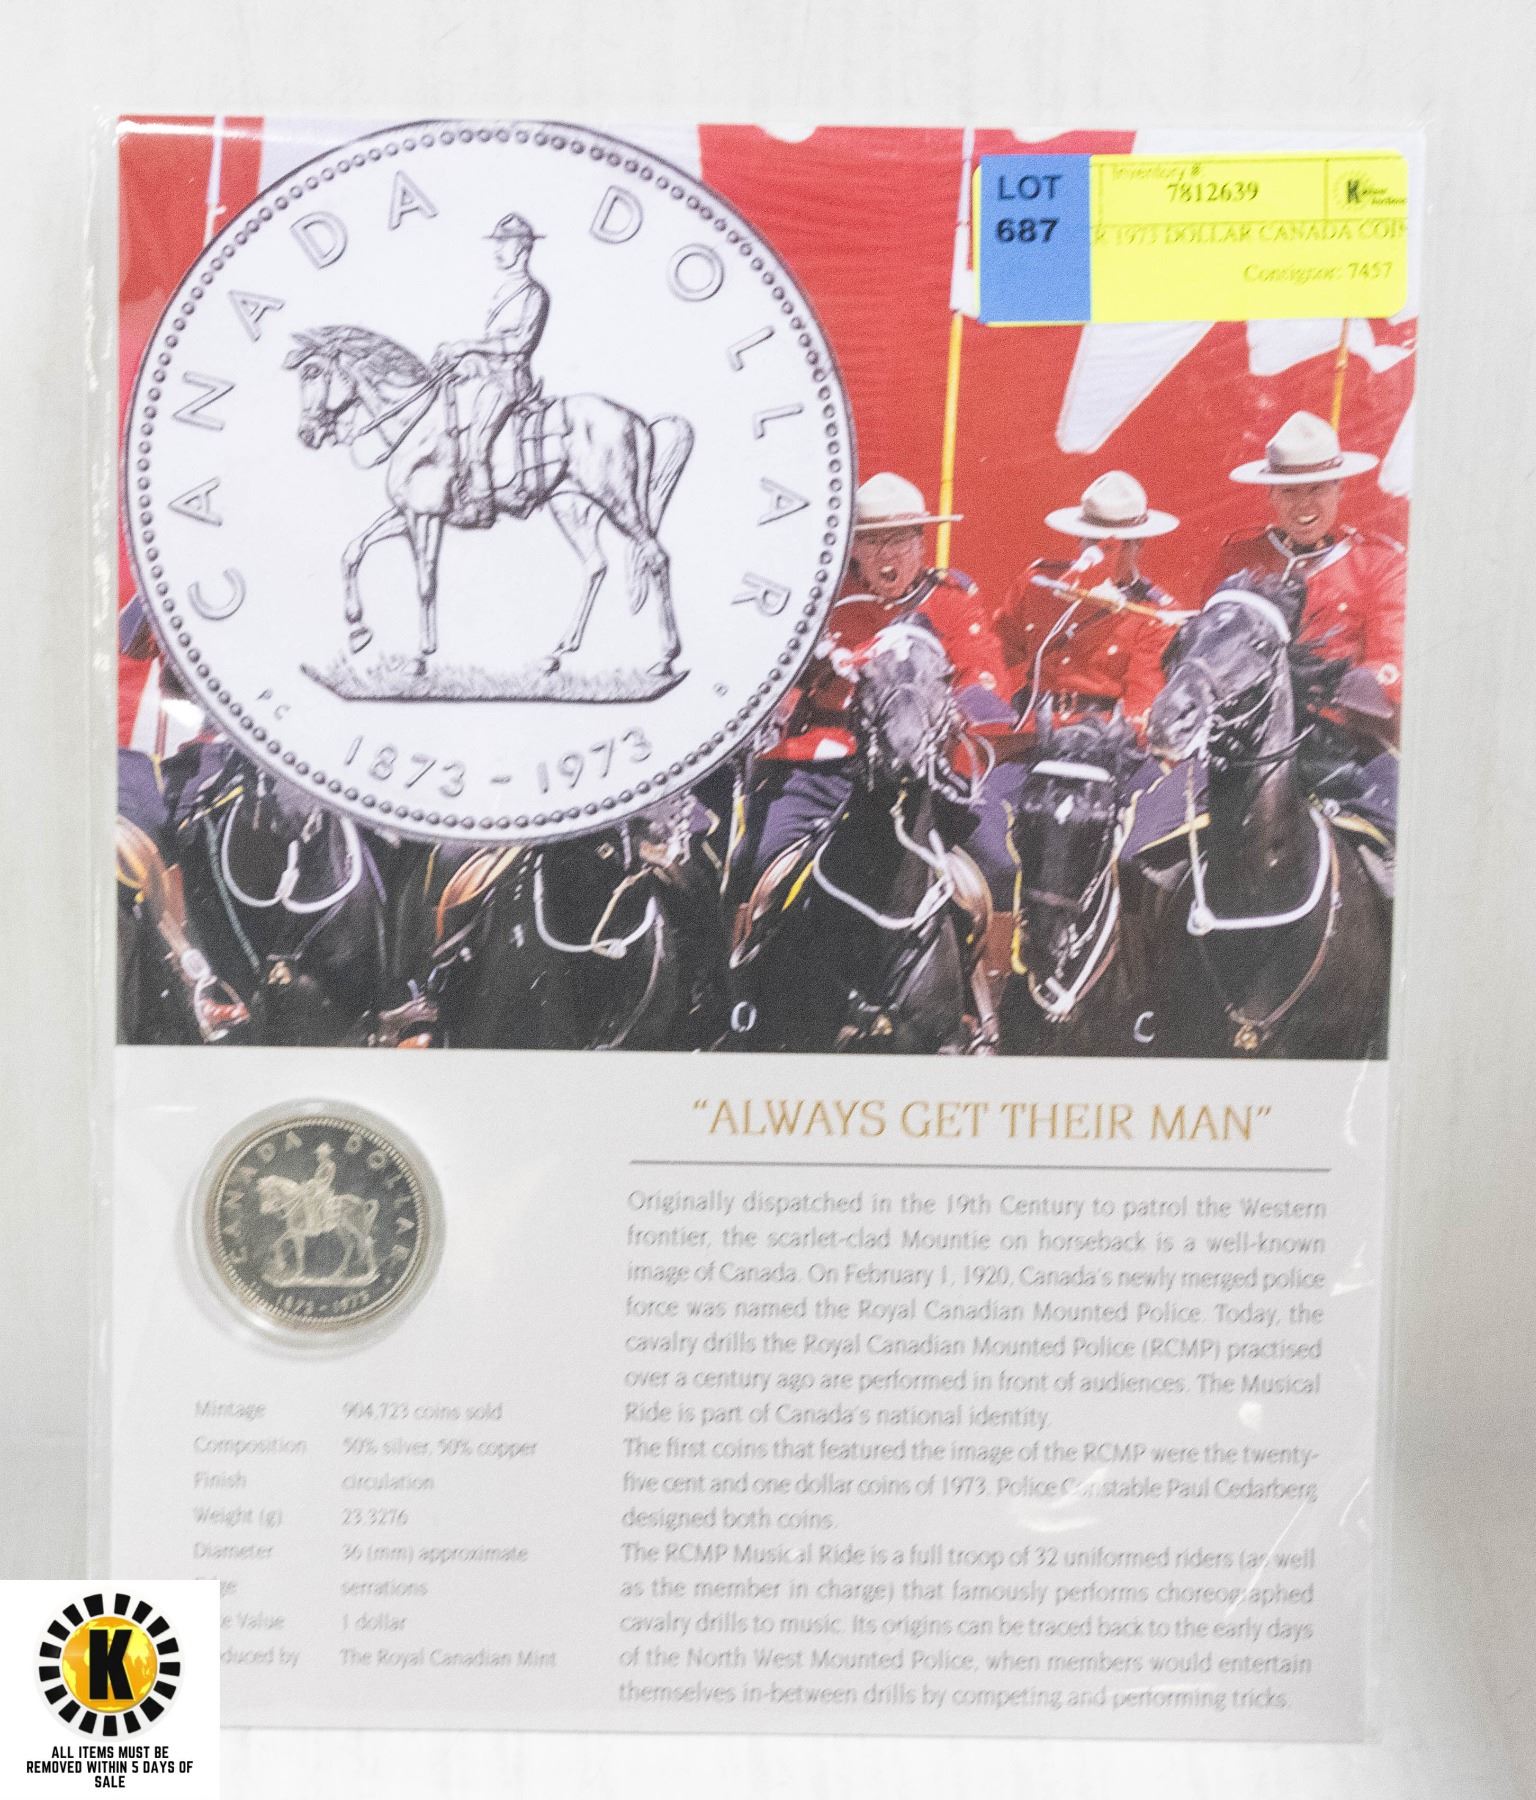 CANADA DOLLAR
PC
B
1873-1973
LOT
687
Inventory #:
7812639
R 1973 DOLLAR CANADA COI
Consignor: 7457
O
C
CANADA DOLLAR
1873-1973
"ALWAYS GET THEIR MAN"
Originally dispatched in the 19th Century to patrol the Western
frontier, the scarlet-clad Mountie on horseback is a well-known
image of Canada. On February 1, 1920, Canada's newly merged police
force was named the Royal Canadian Mounted Police. Today, the
cavalry drills the Royal Canadian Mounted Police (RCMP) practised
over a century ago are performed in front of audiences. The Musical
Ride is part of Canada's national identity.
The first coins that featured the image of the RCMP were the twenty-
five cent and one dollar coins of 1973. Police Constable Paul Cedarberg
designed both coins.
The RCMP Musical Ride is a full troop of 32 uniformed riders (as well
as the member in charge) that famously performs choreographed
cavalry drills to music. Its origins can be traced back to the early days
of the North West Mounted Police, when members would entertain
themselves in-between drills by competing and performing tricks.
Mintage 904,723 coins sold
Composition 50% silver, 50% copper
Finish circulation
Weight (g) 23.3276
Diameter 36 (mm) approximate
ge serrations
e Value 1 dollar
duced by The Royal Canadian Mint
K
ALL ITEMS MUST BE
REMOVED WITHIN 5 DAYS OF
SALE